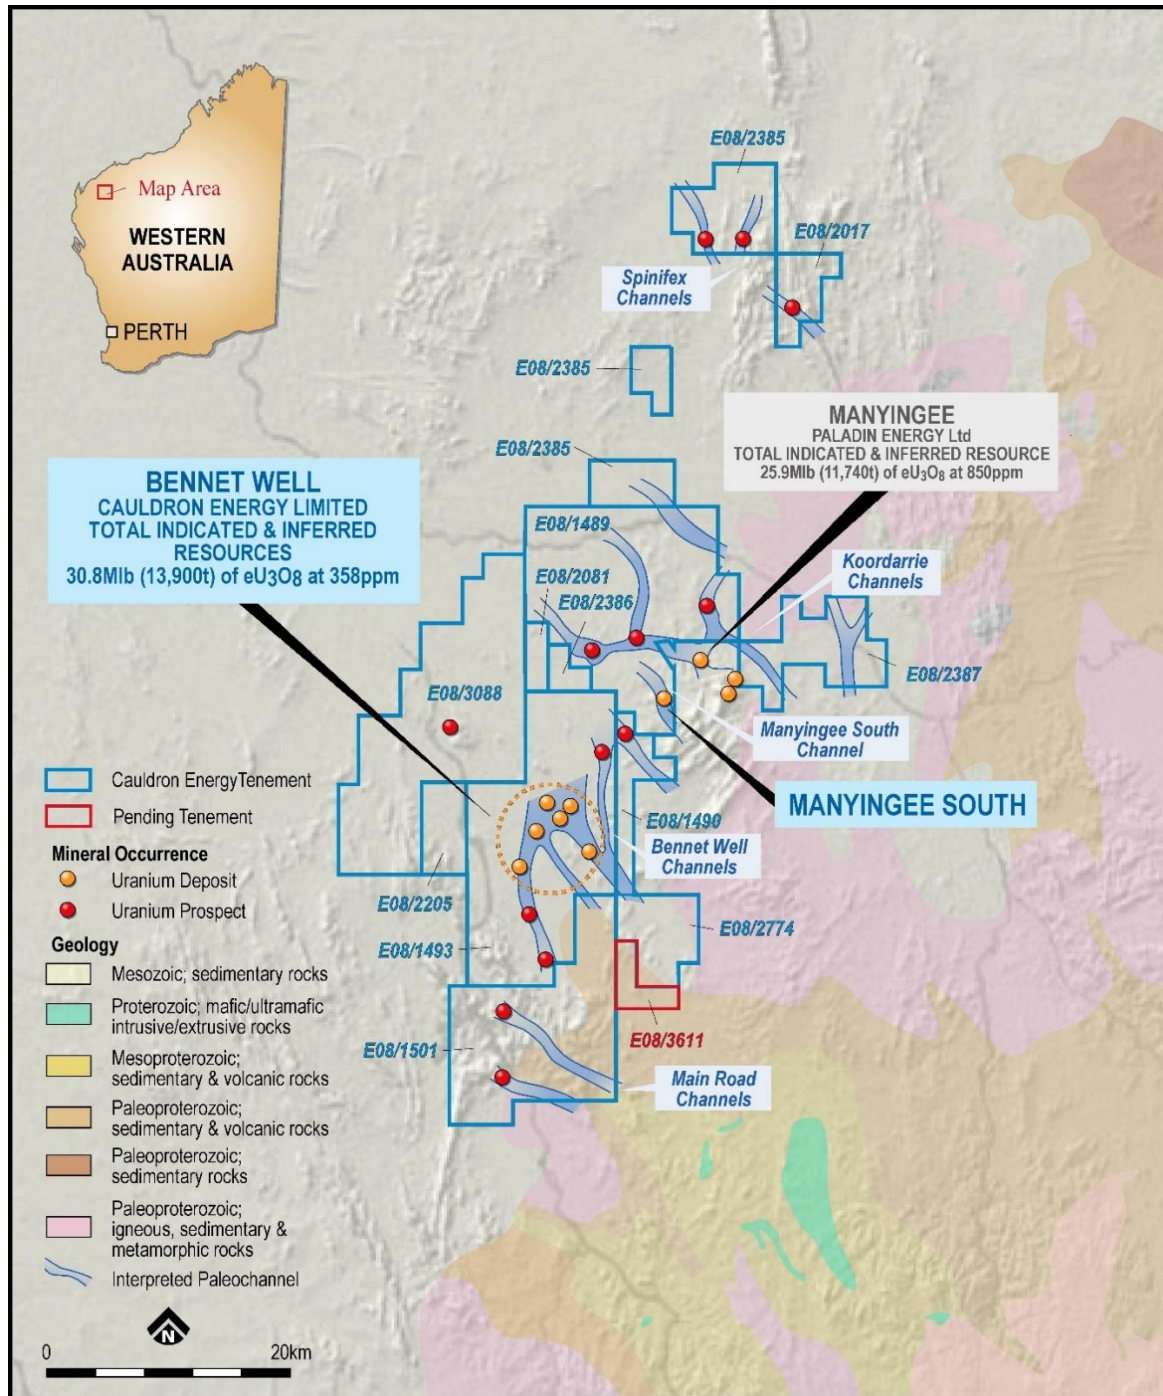 Map Area
WESTERN
AUSTRALIA
PERTH
E08/2385
E08/2017
Spinifex
Channels
E08/2385
MANYINGEE
PALADIN ENERGY Ltd
TOTAL INDICATED & INFERRED RESOURCE
25.9Mlb (11,740t) of eU₃O₈ at 850ppm
E08/2385
BENNET WELL
CAULDRON ENERGY LIMITED
TOTAL INDICATED & INFERRED
RESOURCES
30.8Mlb (13,900t) of eU₃O₈ at 358ppm
E08/1489
Koordarrie
Channels
E08/2081
E08/2386
E08/2387
E08/3088
Manyingee South
Channel
MANYINGEE SOUTH
E08/1490
Bennet Well
Channels
E08/2205
E08/2774
E08/1493
E08/3611
E08/1501
Main Road
Channels
Cauldron EnergyTenement
Pending Tenement
Mineral Occurrence
Uranium Deposit
Uranium Prospect
Geology
Mesozoic; sedimentary rocks
Proterozoic; mafic/ultramafic
intrusive/extrusive rocks
Mesoproterozoic;
sedimentary & volcanic rocks
Paleoproterozoic;
sedimentary & volcanic rocks
Paleoproterozoic;
sedimentary rocks
Paleoproterozoic;
igneous, sedimentary &
metamorphic rocks
Interpreted Paleochannel
N
0 20km